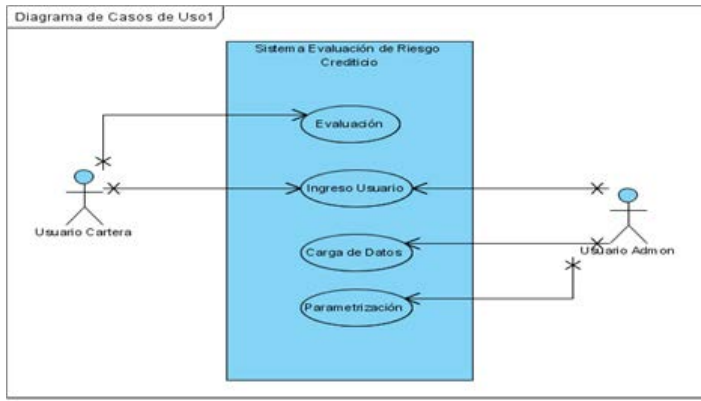 Diagrama de Casos de Uso1
Sistema Evaluación de Riesgo
Crediticio
Evaluación
Ingreso Usuario
Usuario Cartera
Usuario Admon
Carga de Datos
Parametrización